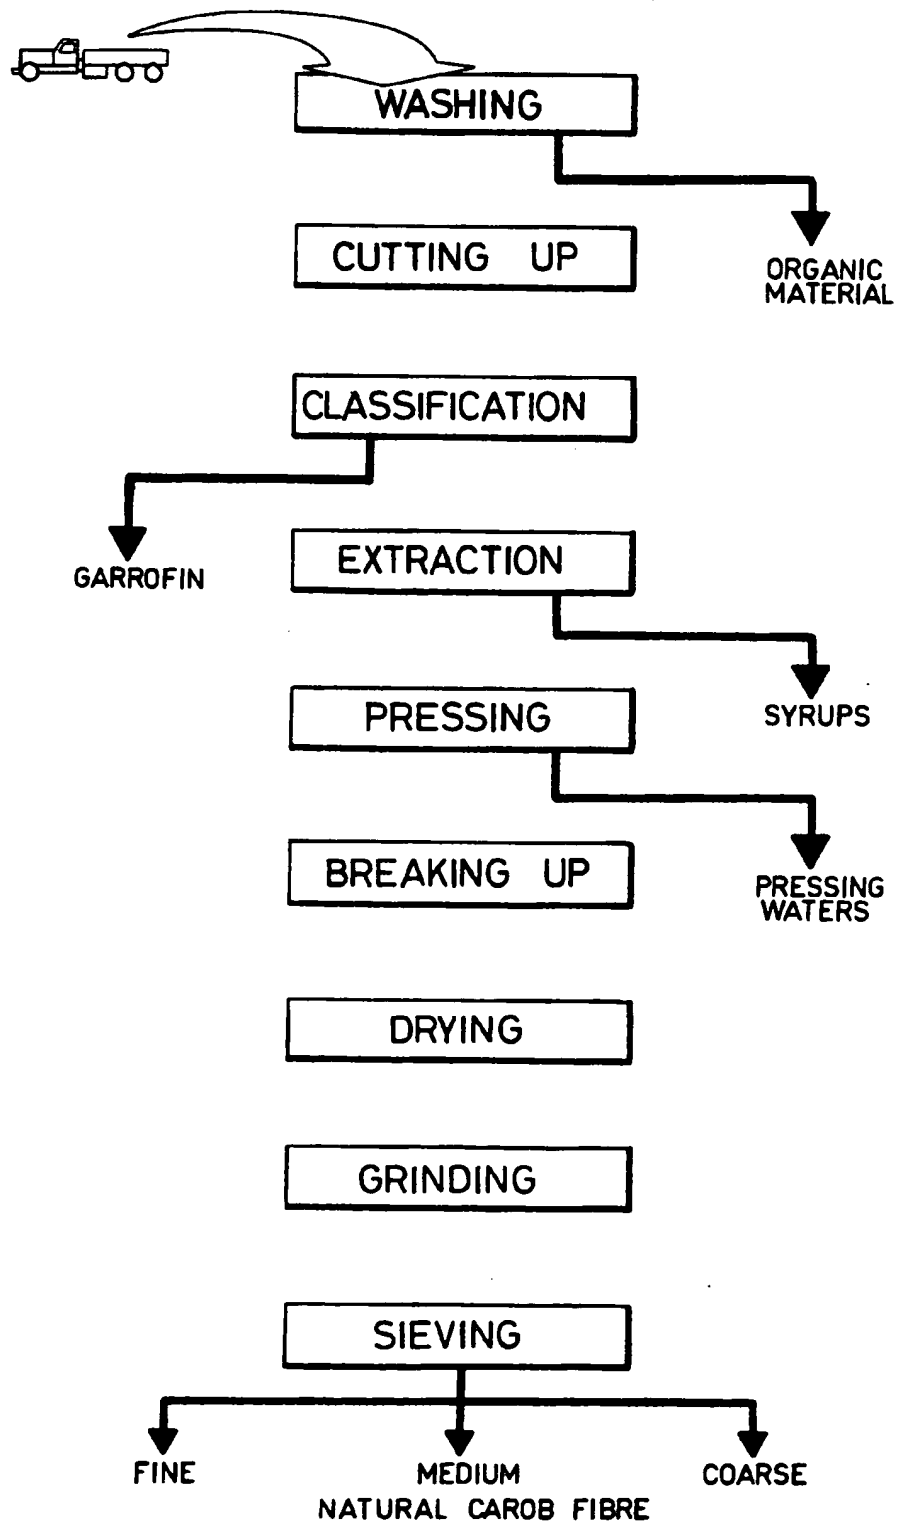 WASHING
ORGANIC
MATERIAL
CUTTING UP
CLASSIFICATION
GARROFIN
EXTRACTION
SYRUPS
PRESSING
PRESSING
WATERS
BREAKING UP
DRYING
GRINDING
SIEVING
FINE
MEDIUM
COARSE
NATURAL CAROB FIBRE